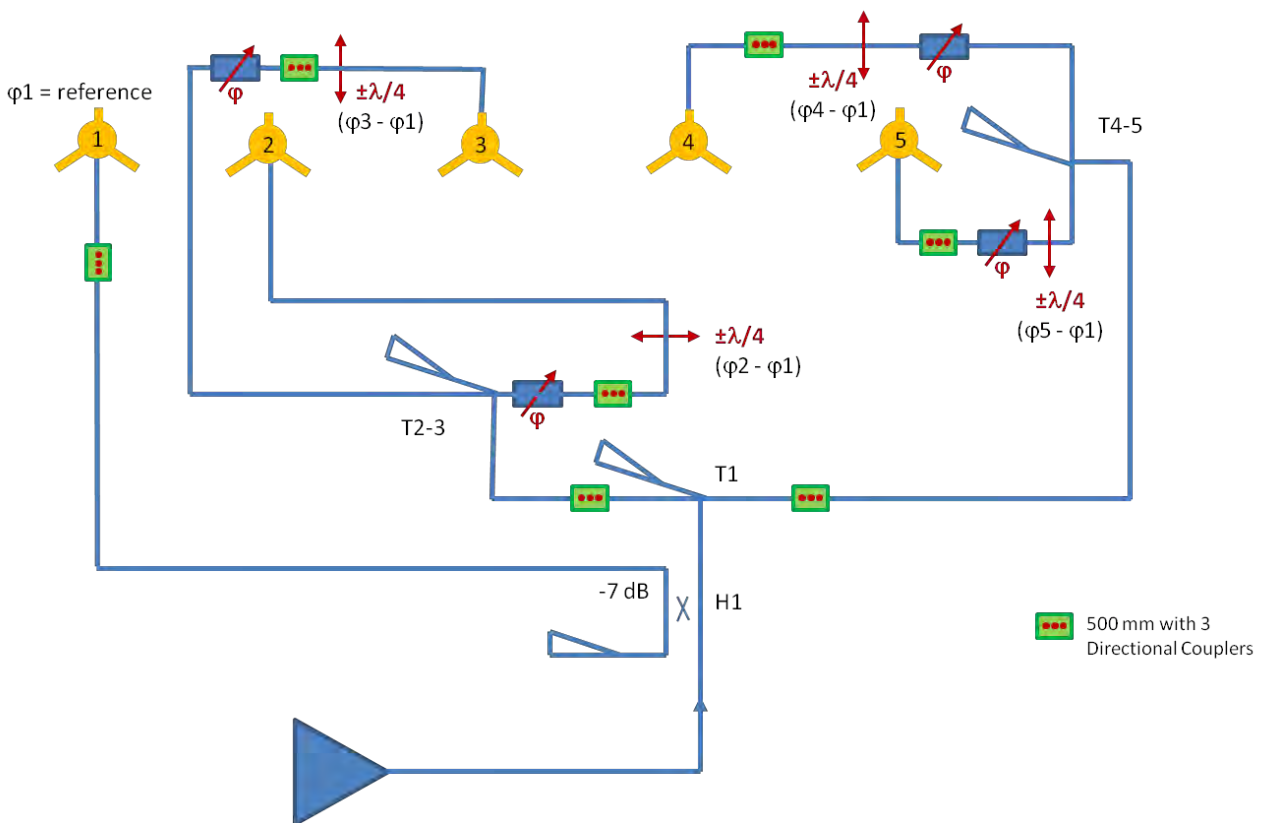 φ1 = reference
1
φ
±λ/4
(φ3 - φ1)
2
3
4
±λ/4
(φ4 - φ1)
φ
5
T4-5
φ
±λ/4
(φ5 - φ1)
±λ/4
(φ2 - φ1)
φ
T2-3
T1
-7 dB
H1
500 mm with 3
Directional Couplers